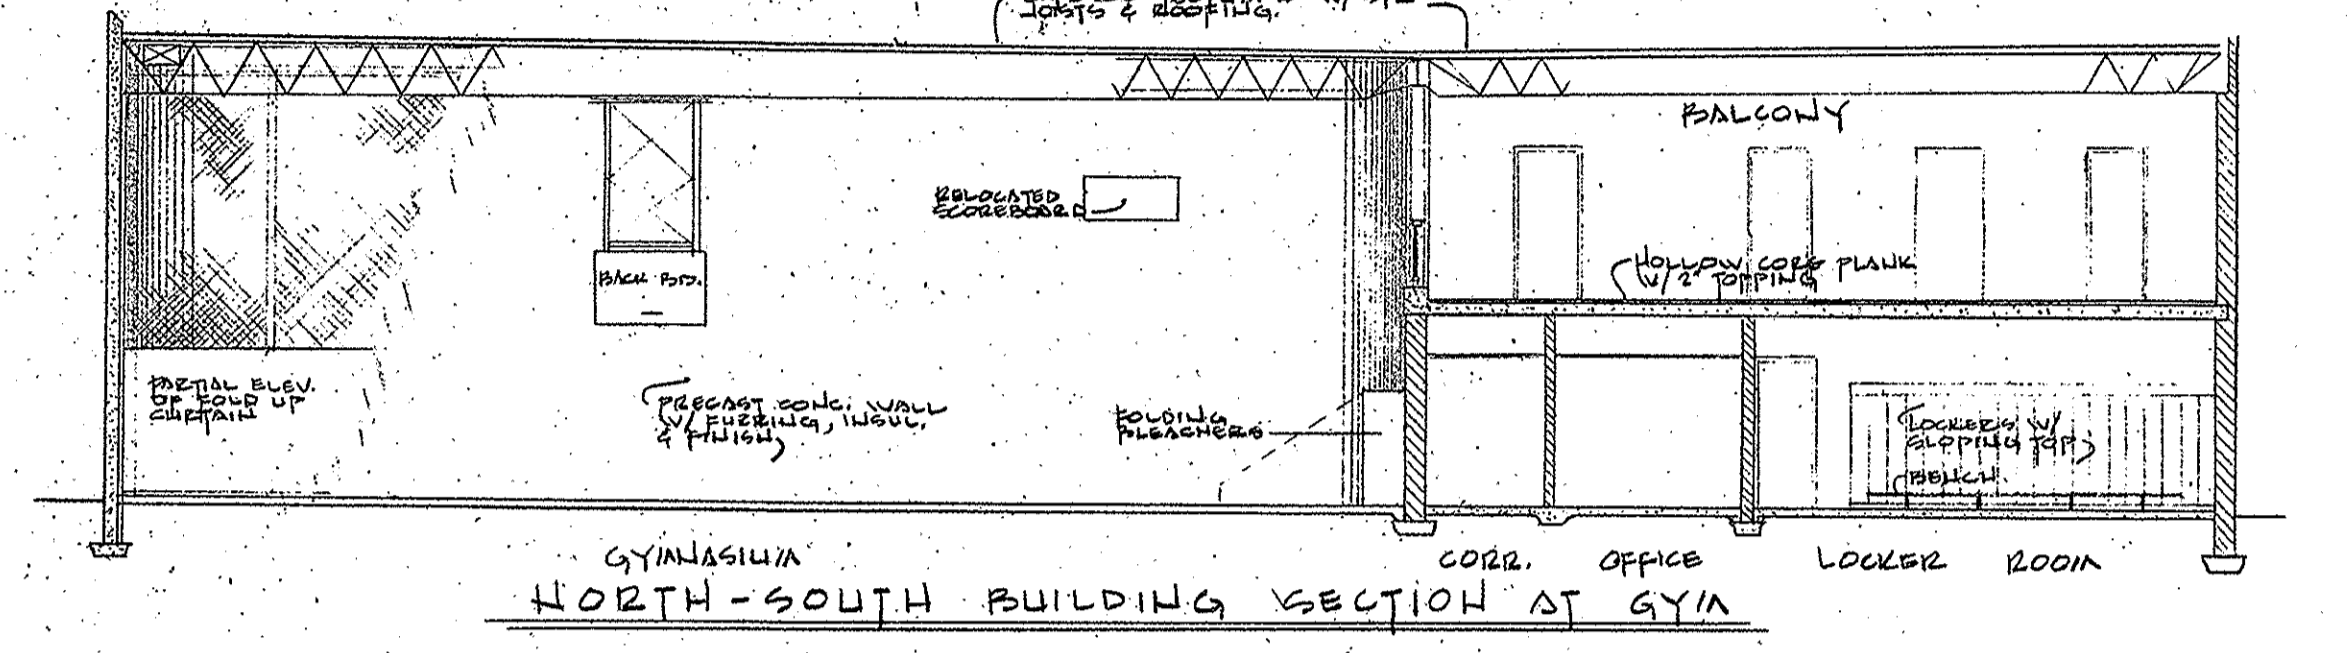 JOISTS & ROOFING.
BALCONY
RELOCATED
SCOREBOARD
HOLLOW CORE PLANK
W/ 2" TOPPING
BACK BD.
PARTIAL ELEV.
OF FOLD UP
CURTAIN
PRECAST CONC. WALL
W/ FURRING, INSUL.
& FINISH
FOLDING
BLEACHERS
LOCKERS W/
SLOPING TOP
BENCH
GYMNASIUM
CORR.
OFFICE
LOCKER ROOM
NORTH-SOUTH BUILDING SECTION AT GYM